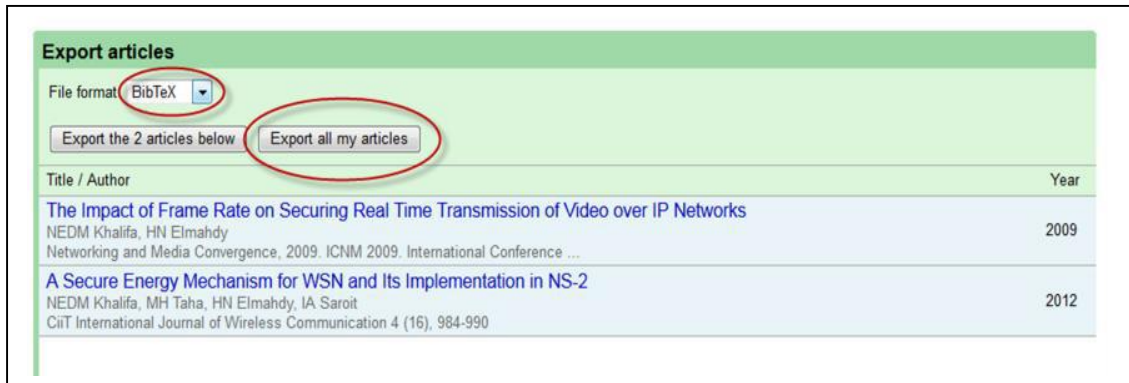 Export articles
File format BibTeX
Export the 2 articles below Export all my articles
Title / Author Year
The Impact of Frame Rate on Securing Real Time Transmission of Video over IP Networks
NEDM Khalifa, HN Elmahdy 2009
Networking and Media Convergence, 2009. ICNM 2009. International Conference ...
A Secure Energy Mechanism for WSN and Its Implementation in NS-2
NEDM Khalifa, MH Taha, HN Elmahdy, IA Saroit 2012
CiiT International Journal of Wireless Communication 4 (16), 984-990